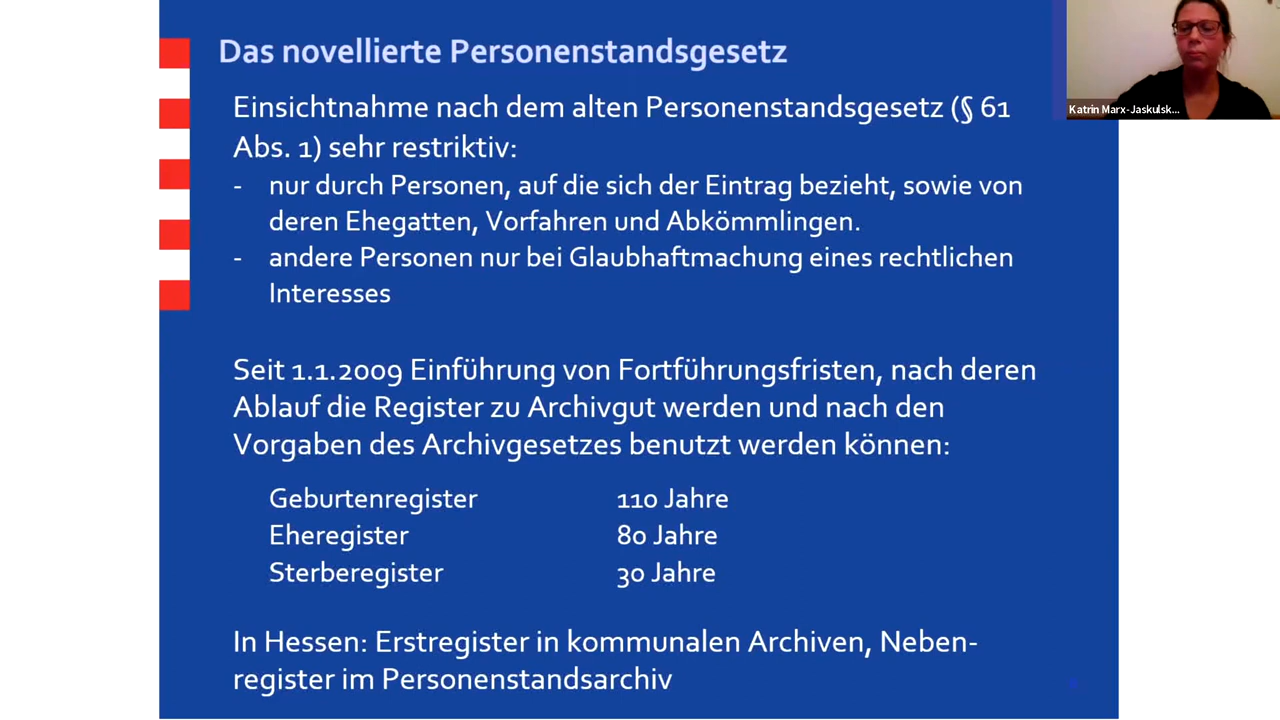 Das novellierte Personenstandsgesetz
Einsichtnahme nach dem alten Personenstandsgesetz (§ 61
Abs. 1) sehr restriktiv:
- nur durch Personen, auf die sich der Eintrag bezieht, sowie von
deren Ehegatten, Vorfahren und Abkömmlingen.
- andere Personen nur bei Glaubhaftmachung eines rechtlichen
Interesses
Seit 1.1.2009 Einführung von Fortführungsfristen, nach deren
Ablauf die Register zu Archivgut werden und nach den
Vorgaben des Archivgesetzes benutzt werden können:
Geburtenregister 110 Jahre
Eheregister 80 Jahre
Sterberegister 30 Jahre
In Hessen: Erstregister in kommunalen Archiven, Neben-
register im Personenstandsarchiv
Katrin Marx-Jaskulsk...